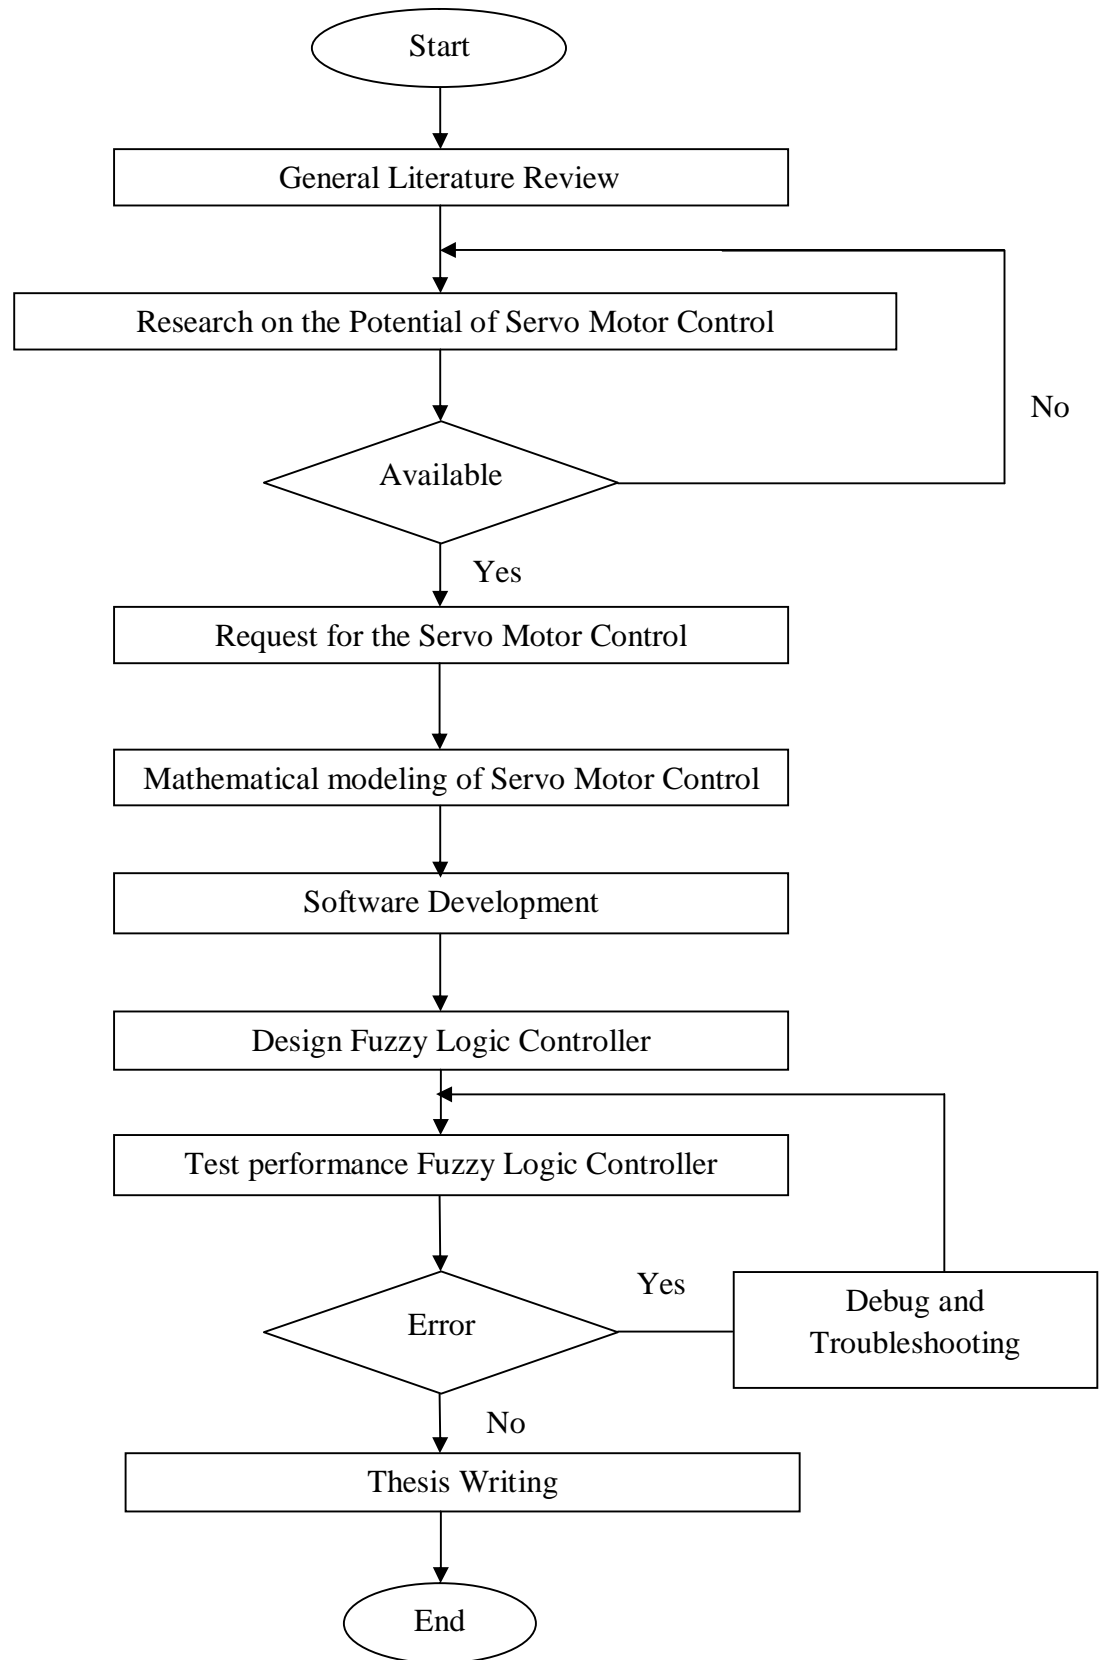 Start
General Literature Review
Research on the Potential of Servo Motor Control
No
Available
Yes
Request for the Servo Motor Control
Mathematical modeling of Servo Motor Control
Software Development
Design Fuzzy Logic Controller
Test performance Fuzzy Logic Controller
Error
Yes
Debug and
Troubleshooting
No
Thesis Writing
End